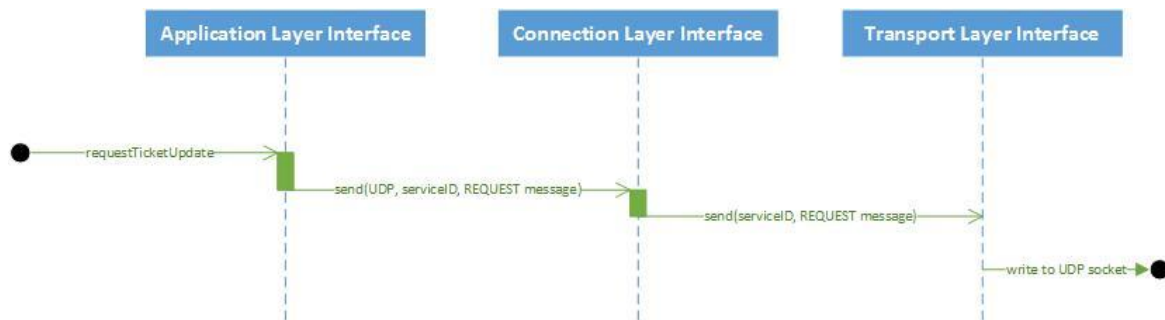 Application Layer Interface
Connection Layer Interface
Transport Layer Interface
requestTicketUpdate
send(UDP, serviceID, REQUEST message)
send(serviceID, REQUEST message)
write to UDP socket